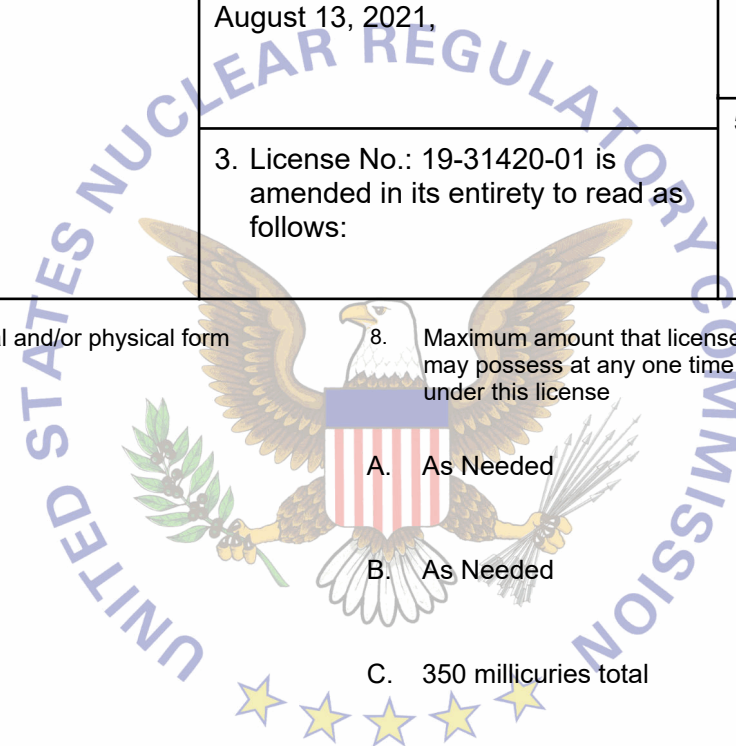 August 13, 2021,
3. License No.: 19-31420-01 is
amended in its entirety to read as
follows:
and/or physical form
8. Maximum amount that
may possess at any one time
under this license
A. As Needed
B. As Needed
C. 350 millicuries total
UNITED STATES NUCLEAR REGULATORY COMMISSION